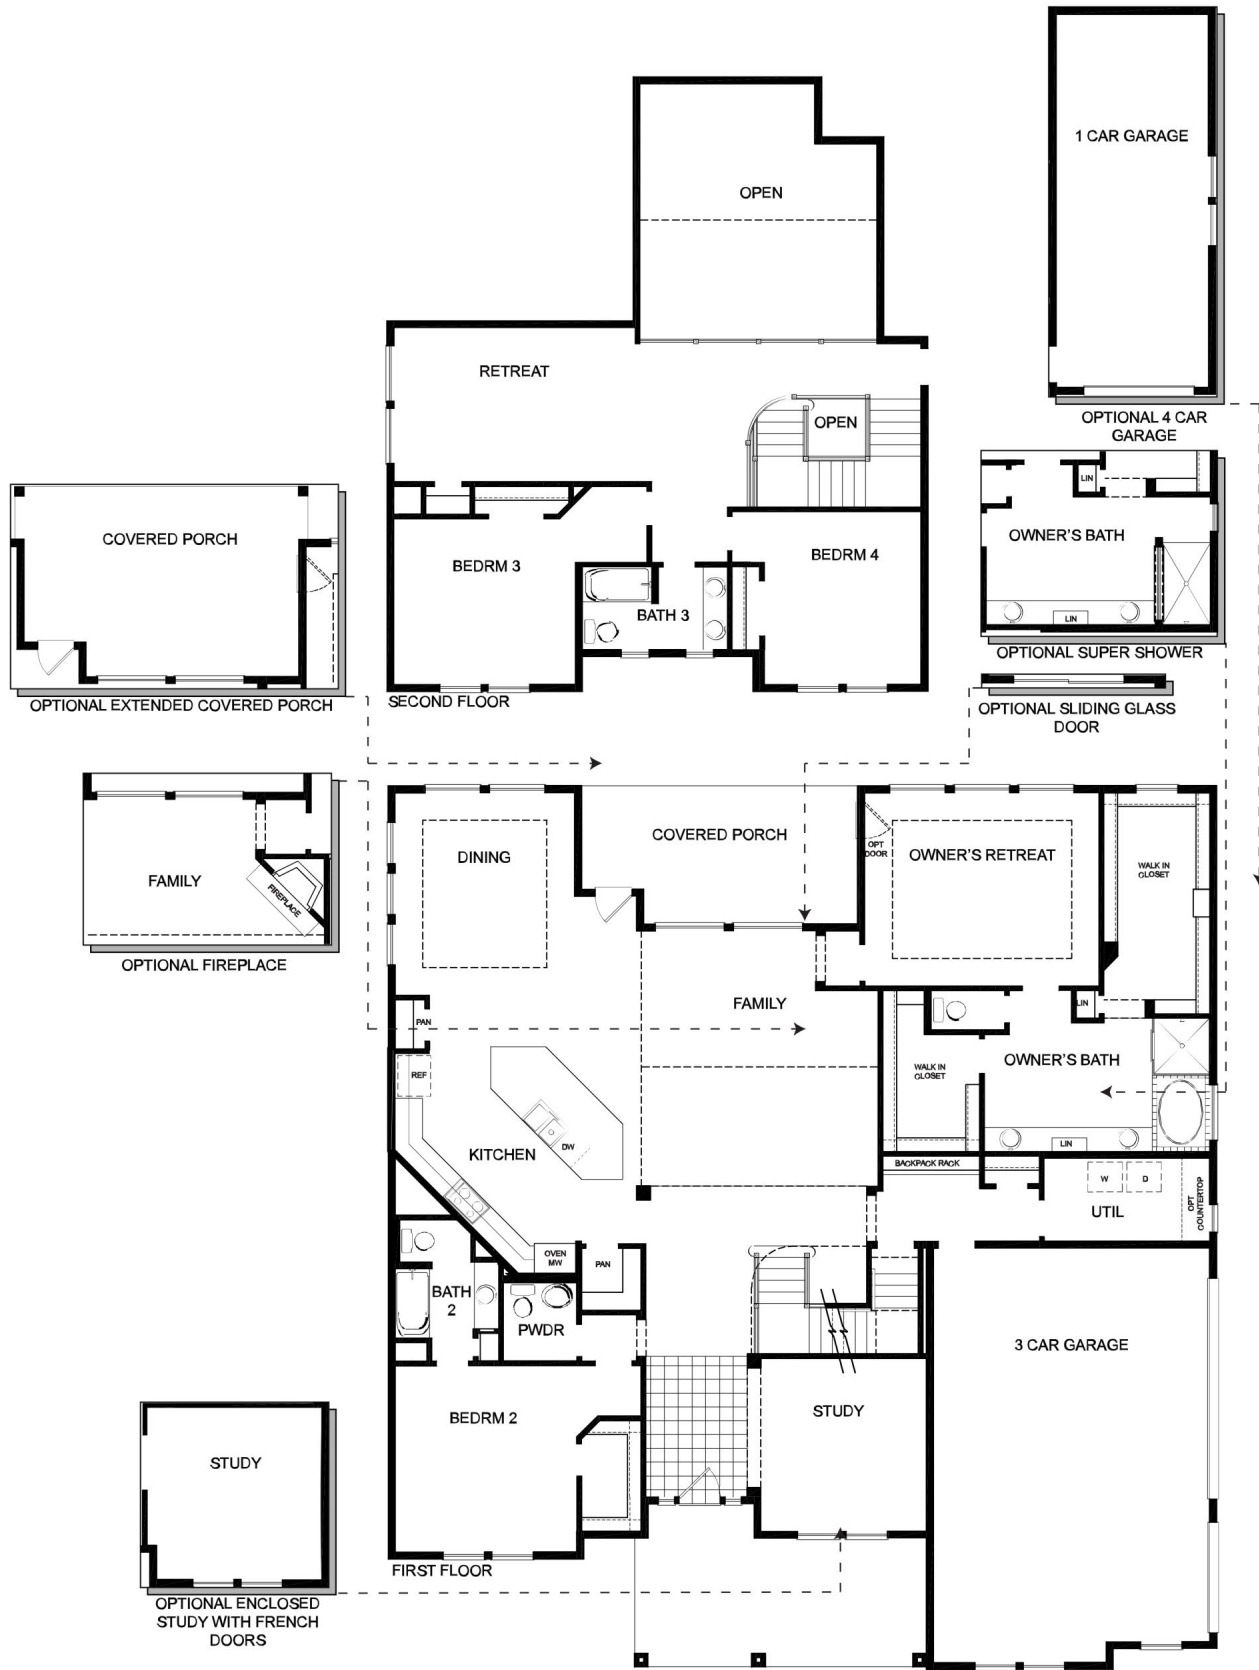 1 CAR GARAGE
OPTIONAL 4 CAR
GARAGE
OPEN
RETREAT
OPEN
BEDRM 3
BEDRM 4
BATH 3
SECOND FLOOR
COVERED PORCH
OPTIONAL EXTENDED COVERED PORCH
LIN
OWNER'S BATH
LIN
OPTIONAL SUPER SHOWER
OPTIONAL SLIDING GLASS
DOOR
FAMILY
FIREPLACE
OPTIONAL FIREPLACE
DINING
COVERED PORCH
OPT
DOOR
OWNER'S RETREAT
WALK IN
CLOSET
FAMILY
PAN
REF
LIN
OWNER'S BATH
WALK IN
CLOSET
LIN
KITCHEN
DW
BACKPACK RACK
W
D
UTIL
OPT
COUNTERTOP
OVEN
MW
PAN
BATH
2
PWDR
3 CAR GARAGE
BEDRM 2
STUDY
FIRST FLOOR
STUDY
OPTIONAL ENCLOSED
STUDY WITH FRENCH
DOORS